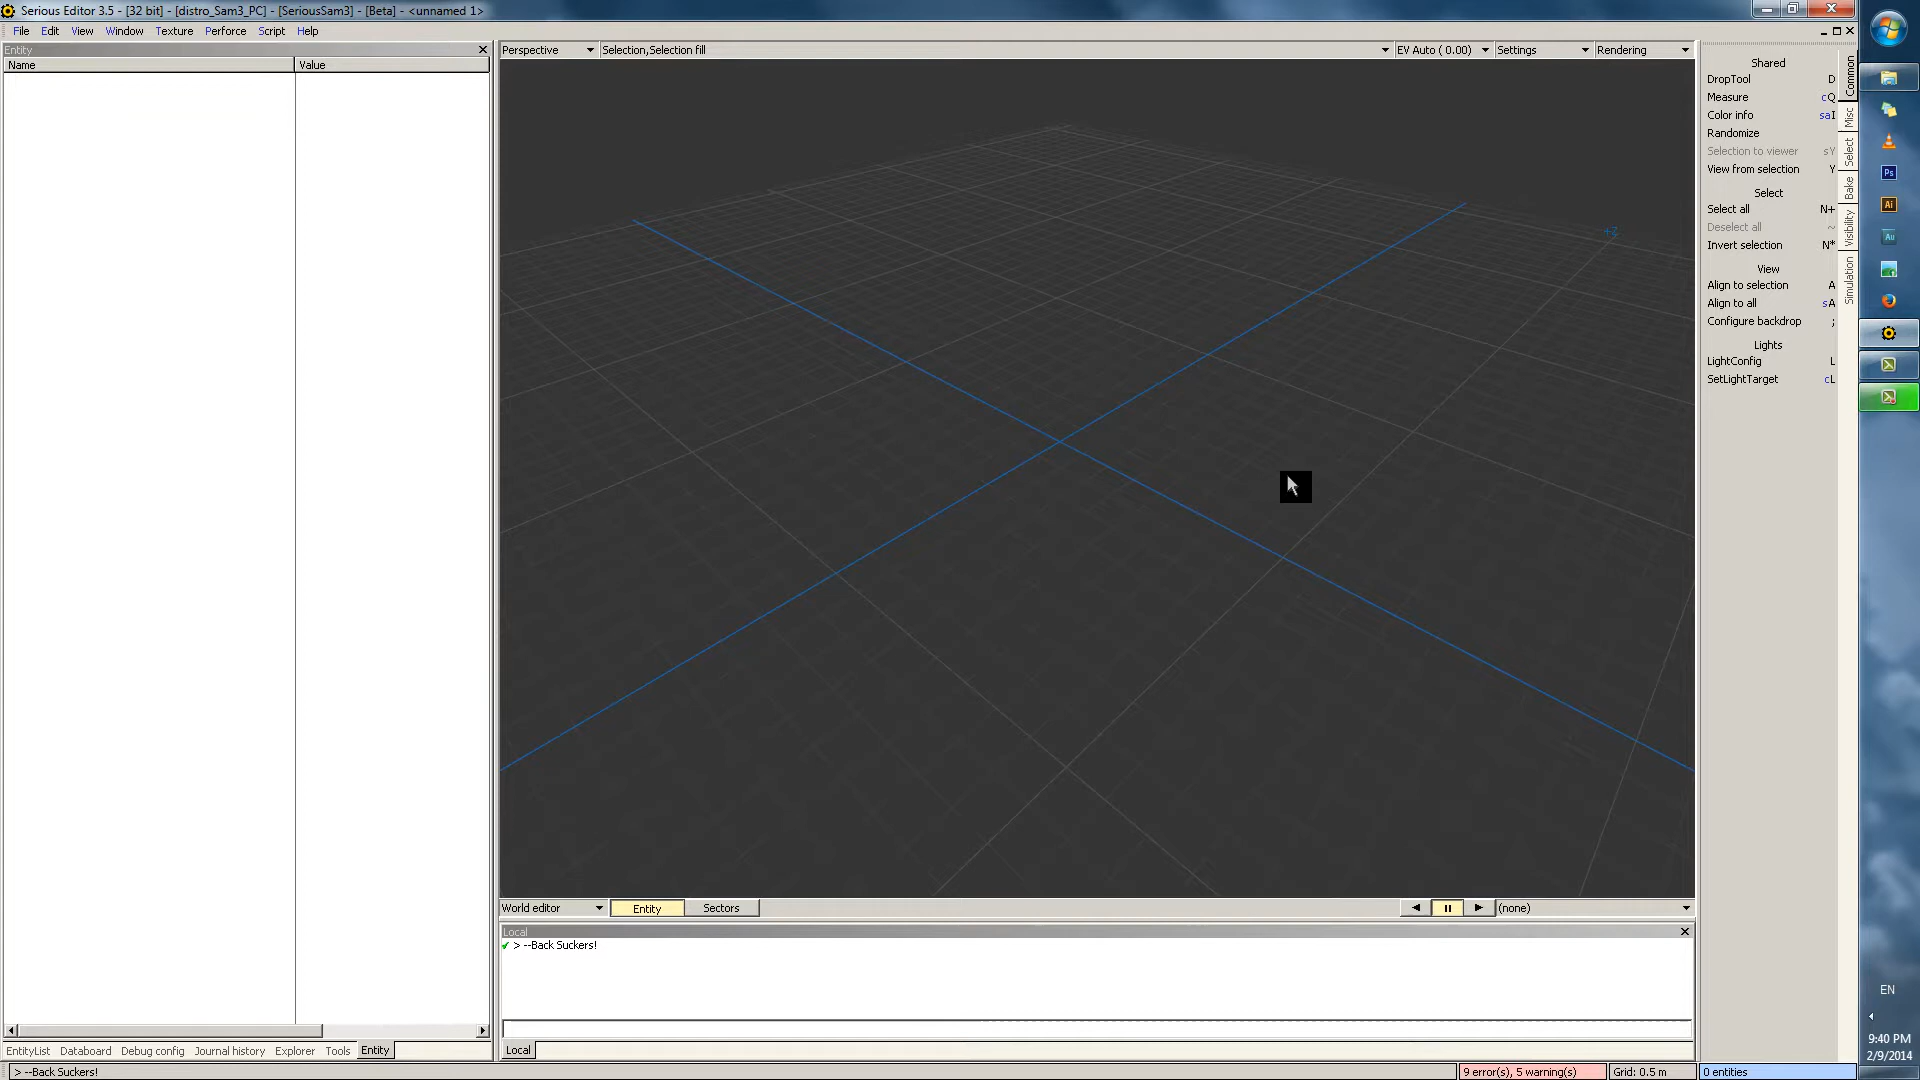 Serious Editor 3.5 - [32 bit] - [distro_Sam3_PC] - [SeriousSam3] - [Beta] - <unnamed 1>
File Edit View Window Texture Perforce Script Help
Entity
Name Value
Perspective Selection,Selection fill EV Auto ( 0.00) Settings Rendering
+Z
Shared
DropTool D
Measure cQ
Color info saI
Randomize
Selection to viewer sY
View from selection Y
Select
Select all N+
Deselect all ~
Invert selection N*
View
Align to selection A
Align to all sA
Configure backdrop ;
Lights
LightConfig L
SetLightTarget cL
Common
Misc
Select
Bake
Visibility
Simulation
Ps
Ai
Au
World editor Entity Sectors (none)
Local
> --Back Suckers!
Local
EntityList Databoard Debug config Journal history Explorer Tools Entity
> --Back Suckers! 9 error(s), 5 warning(s) Grid: 0.5 m 0 entities
EN
9:40 PM
2/9/2014